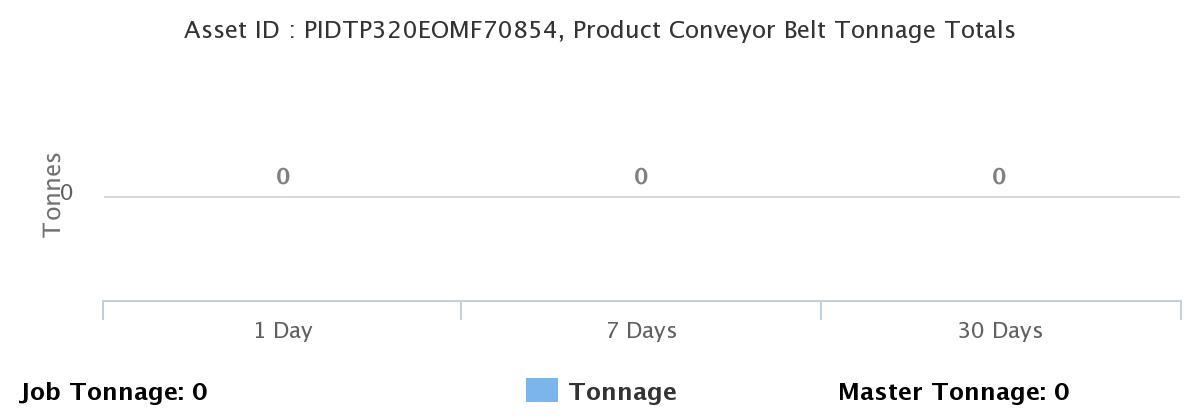 Asset ID : PIDTP320EOMF70854, Product Conveyor Belt Tonnage Totals
Tonnes
0
0 0 0
1 Day 7 Days 30 Days
Job Tonnage: 0 Tonnage Master Tonnage: 0